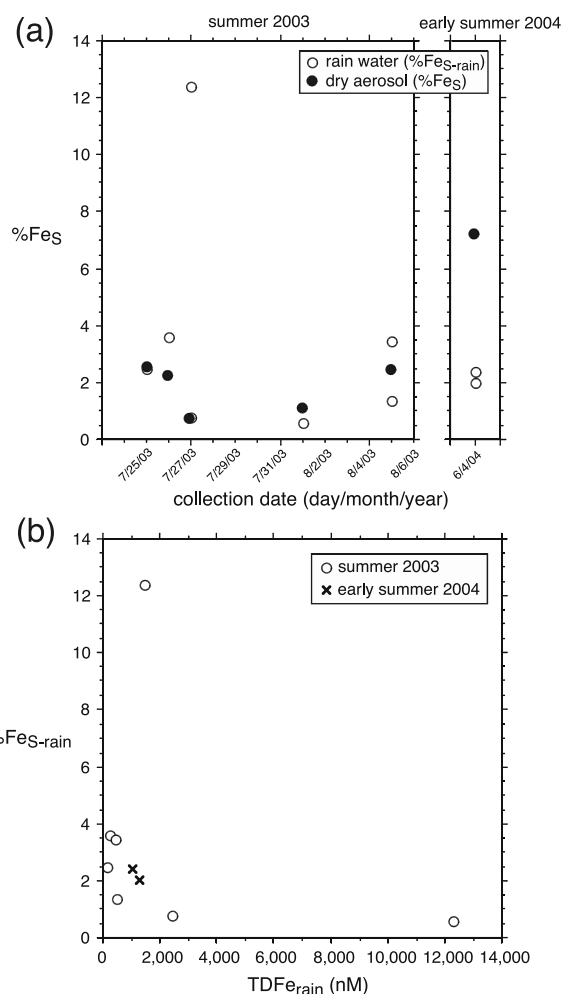 (a)
summer 2003
early summer 2004
rain water (%FeS-rain)
dry aerosol (%FeS)
14
12
10
8
6
4
2
0
%FeS
7/25/03
7/27/03
7/29/03
7/31/03
8/2/03
8/4/03
8/6/03
6/4/04
collection date (day/month/year)
(b)
summer 2003
early summer 2004
14
12
10
8
6
4
2
0
%FeS-rain
0
2,000
4,000
6,000
8,000
10,000
12,000
14,000
TDFerain (nM)